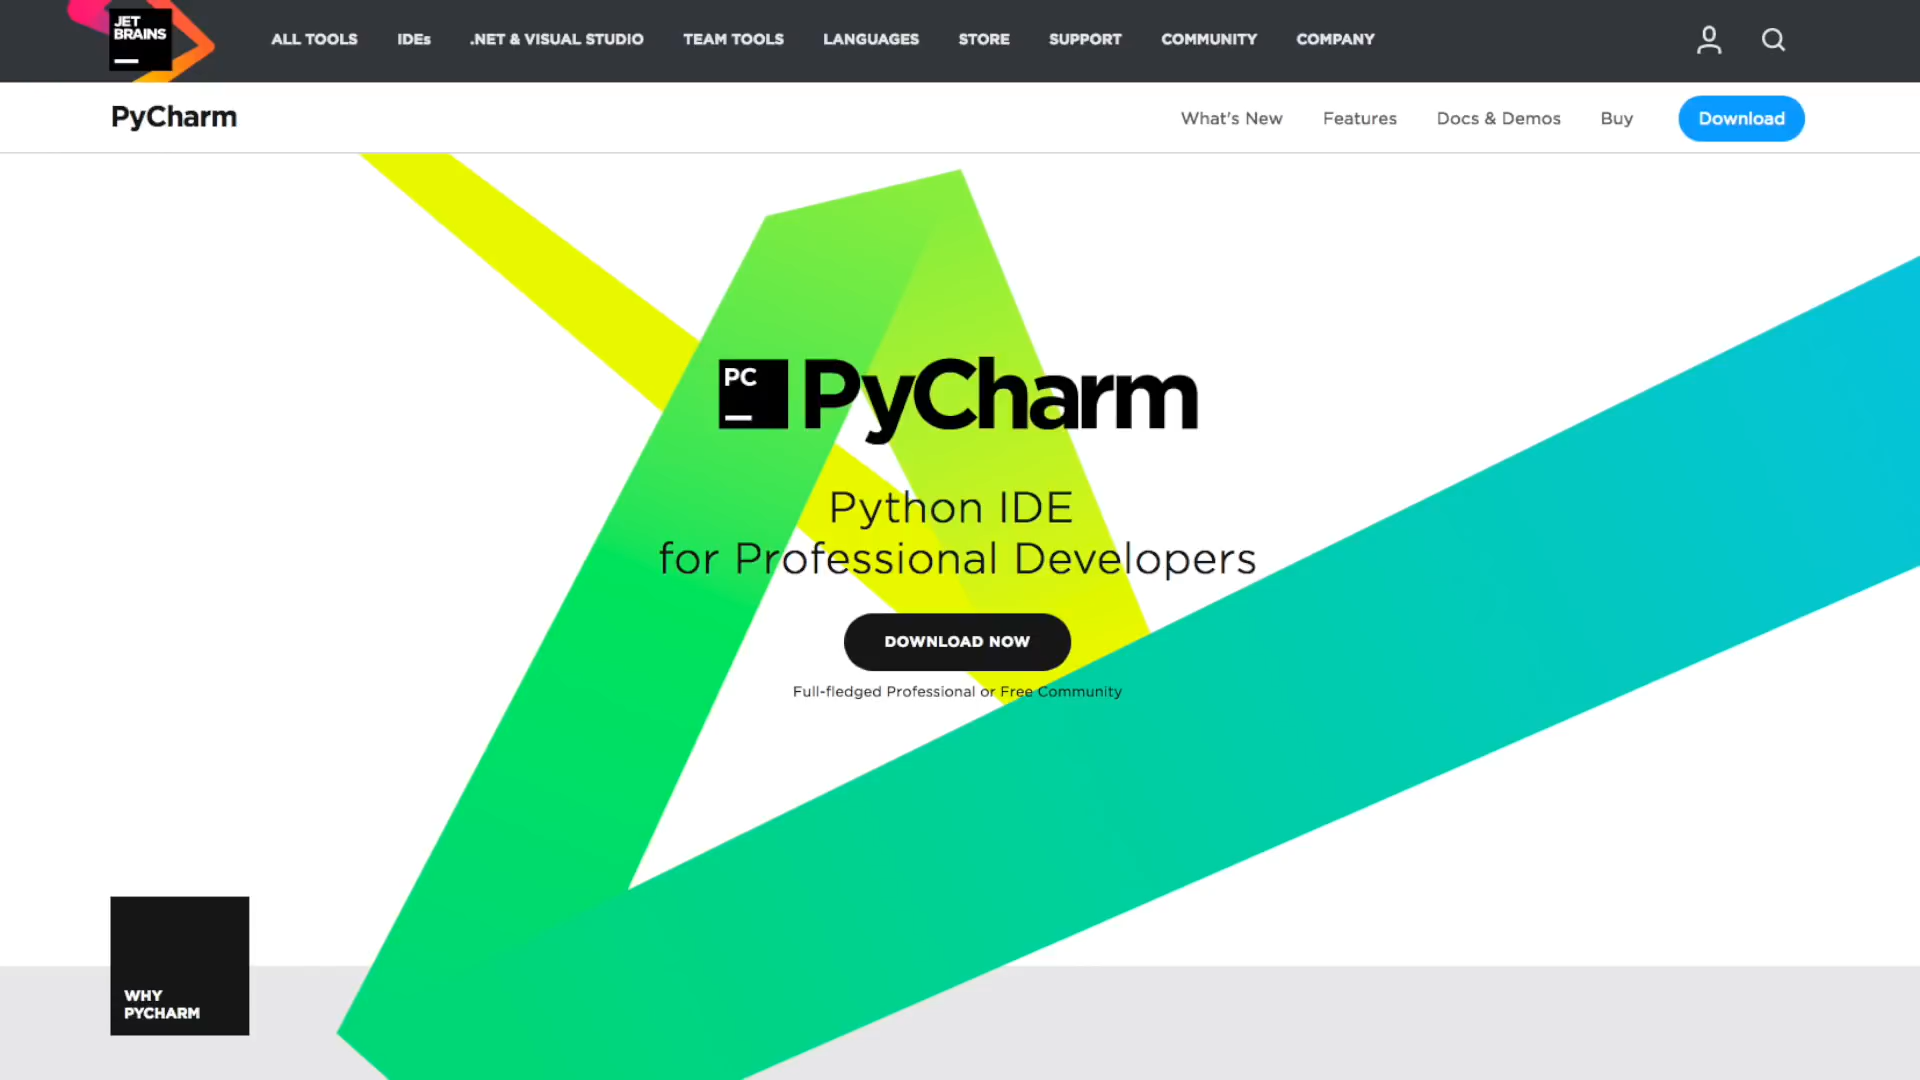 JET
BRAINS
ALL TOOLS
IDEs
.NET & VISUAL STUDIO
TEAM TOOLS
LANGUAGES
STORE
SUPPORT
COMMUNITY
COMPANY
PyCharm
What's New
Features
Docs & Demos
Buy
Download
PC
PyCharm
Python IDE
for Professional Developers
DOWNLOAD NOW
Full-fledged Professional or Free Community
WHY
PYCHARM